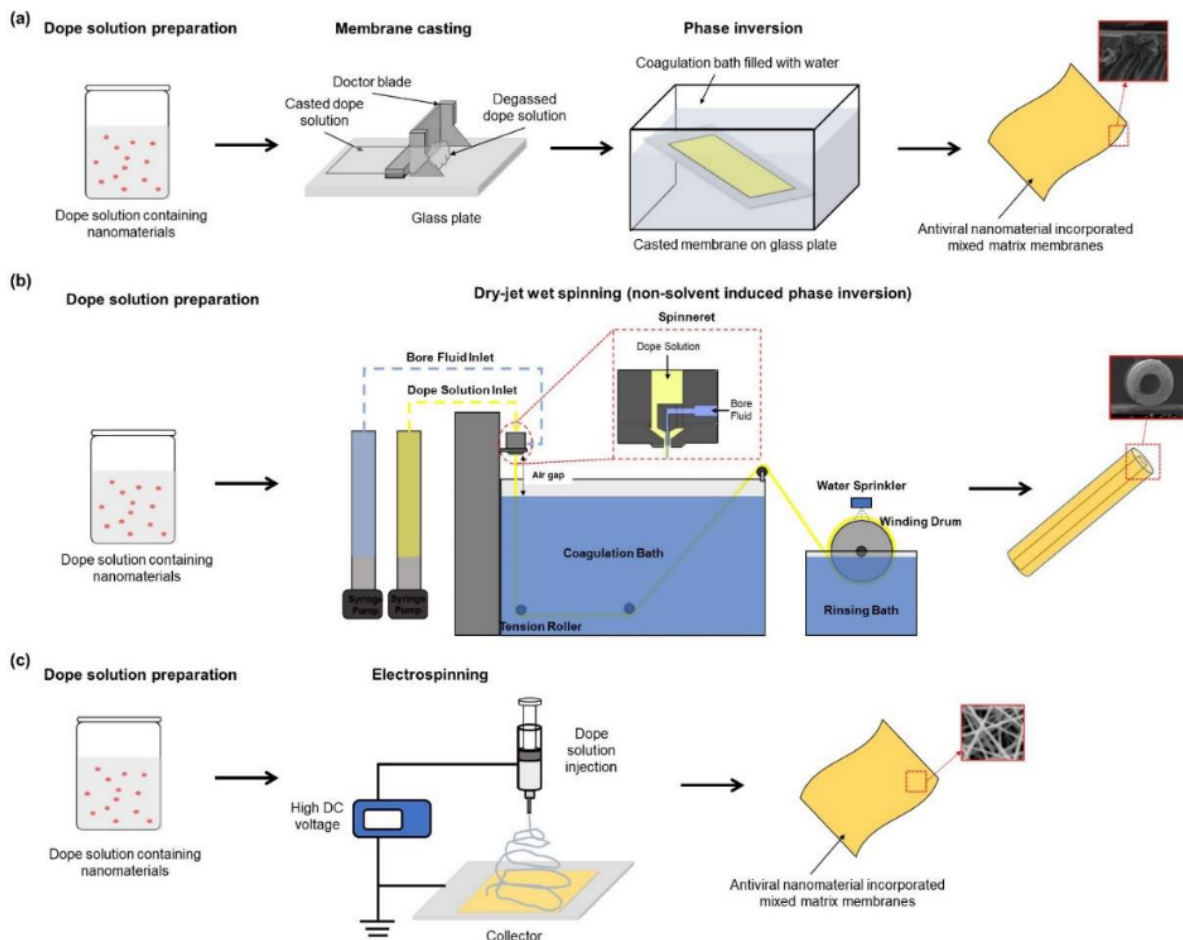 (a)
Dope solution preparation
Membrane casting
Phase inversion
Coagulation bath filled with water
Doctor blade
Casted dope
solution
Degassed
dope solution
Glass plate
Dope solution containing
nanomaterials
Casted membrane on glass plate
Antiviral nanomaterial incorporated
mixed matrix membranes
(b)
Dope solution preparation
Dry-jet wet spinning (non-solvent induced phase inversion)
Spinneret
Bore Fluid Inlet
Dope Solution
Dope Solution Inlet
Bore
Fluid
Air gap
Water Sprinkler
Winding Drum
Coagulation Bath
Dope solution containing
nanomaterials
Syringe
Pump
Syringe
Pump
Tension Roller
Rinsing Bath
(c)
Dope solution preparation
Electrospinning
Dope
solution
injection
High DC
voltage
Dope solution containing
nanomaterials
Collector
Antiviral nanomaterial incorporated
mixed matrix membranes